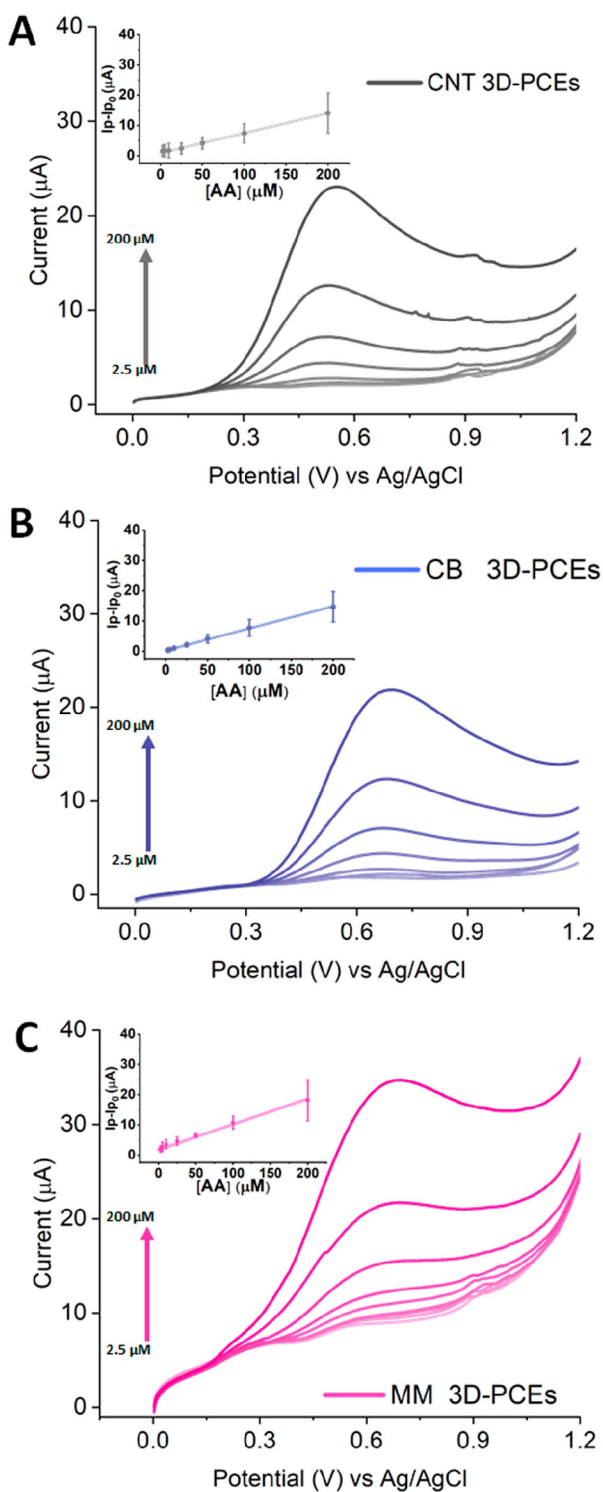 A
CNT 3D-PCEs
Ip-Ip₀ (μA)
40
30
20
10
0
0 50 100 150 200
[AA] (μM)
Current (μA)
40
30
20
10
0
200 μM
2.5 μM
0.0 0.3 0.6 0.9 1.2
Potential (V) vs Ag/AgCl
B
CB 3D-PCEs
Ip-Ip₀ (μA)
40
30
20
10
0
0 50 100 150 200
[AA] (μM)
Current (μA)
40
30
20
10
0
200 μM
2.5 μM
0.0 0.3 0.6 0.9 1.2
Potential (V) vs Ag/AgCl
C
Ip-Ip₀ (μA)
40
30
20
10
0
0 50 100 150 200
[AA] (μM)
Current (μA)
40
30
20
10
0
200 μM
2.5 μM
MM 3D-PCEs
0.0 0.3 0.6 0.9 1.2
Potential (V) vs Ag/AgCl